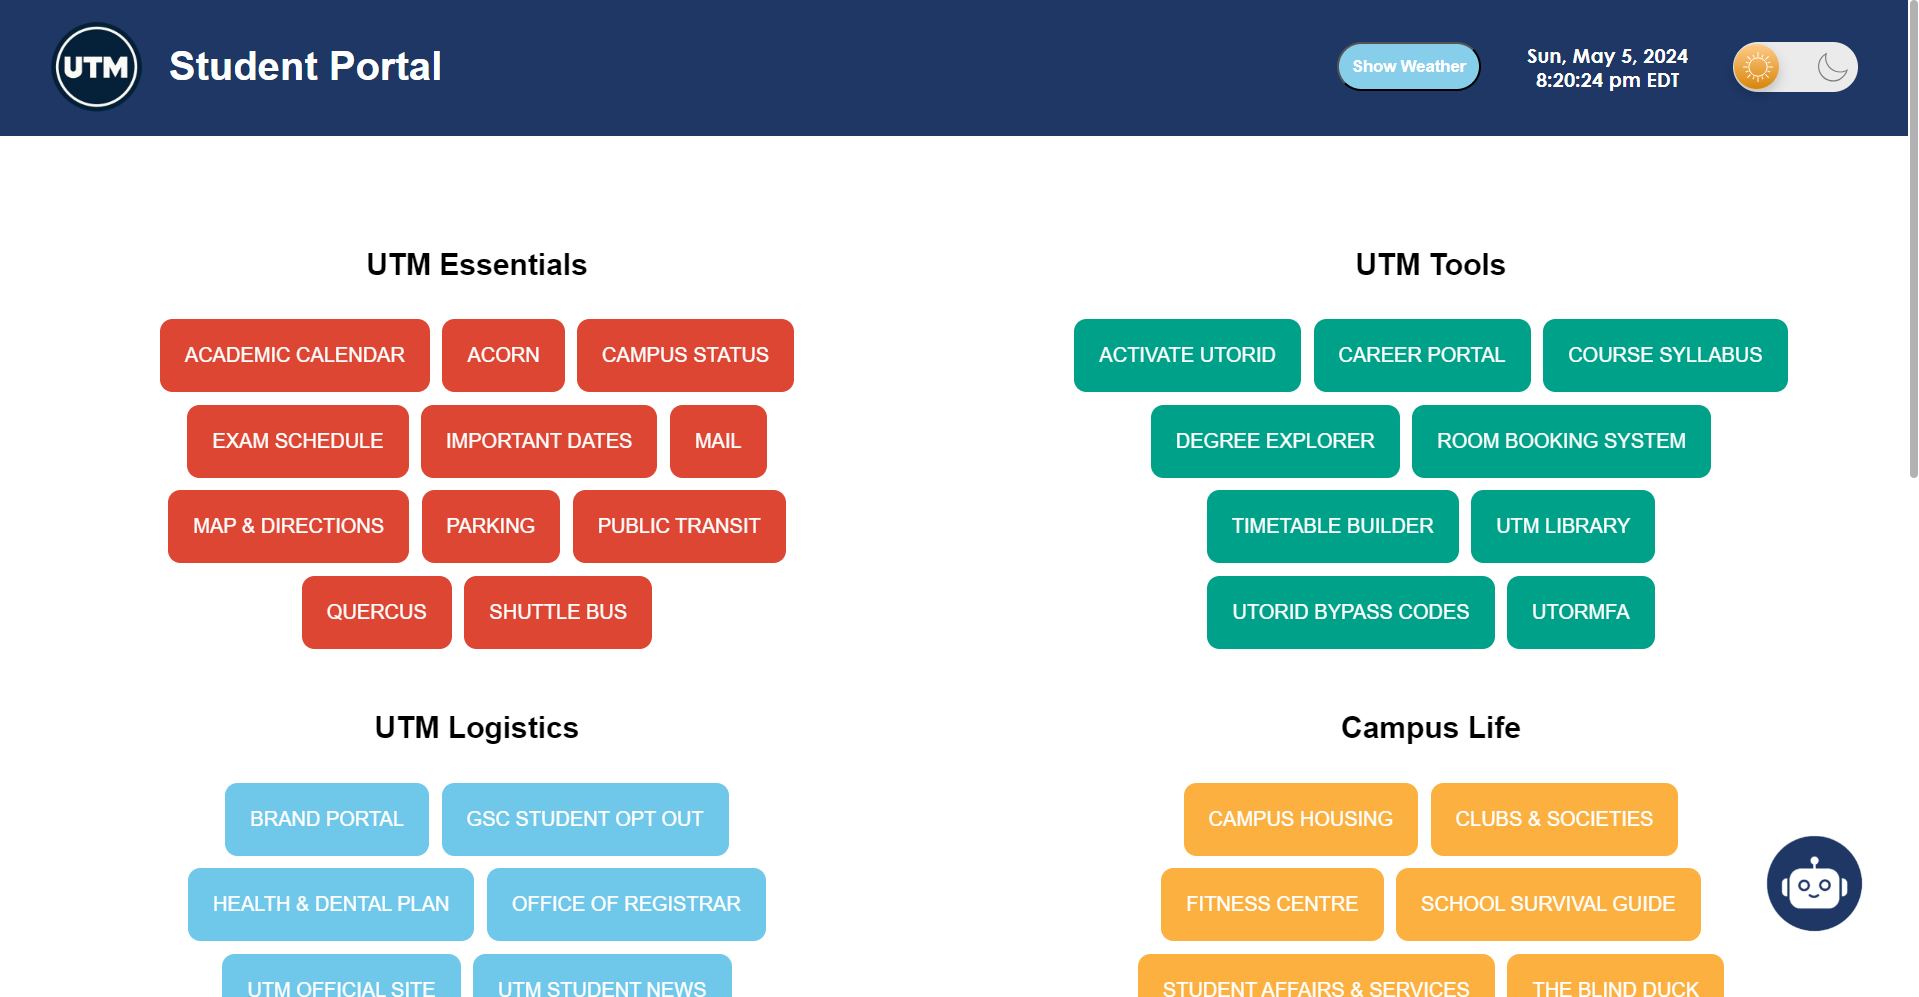 UTM
Student Portal
Show Weather
Sun, May 5, 2024
8:20:24 pm EDT
UTM Essentials
ACADEMIC CALENDAR
ACORN
CAMPUS STATUS
EXAM SCHEDULE
IMPORTANT DATES
MAIL
MAP & DIRECTIONS
PARKING
PUBLIC TRANSIT
QUERCUS
SHUTTLE BUS
UTM Tools
ACTIVATE UTORID
CAREER PORTAL
COURSE SYLLABUS
DEGREE EXPLORER
ROOM BOOKING SYSTEM
TIMETABLE BUILDER
UTM LIBRARY
UTORID BYPASS CODES
UTORMFA
UTM Logistics
BRAND PORTAL
GSC STUDENT OPT OUT
HEALTH & DENTAL PLAN
OFFICE OF REGISTRAR
UTM OFFICIAL SITE
UTM STUDENT NEWS
Campus Life
CAMPUS HOUSING
CLUBS & SOCIETIES
FITNESS CENTRE
SCHOOL SURVIVAL GUIDE
STUDENT AFFAIRS & SERVICES
THE BLIND DUCK